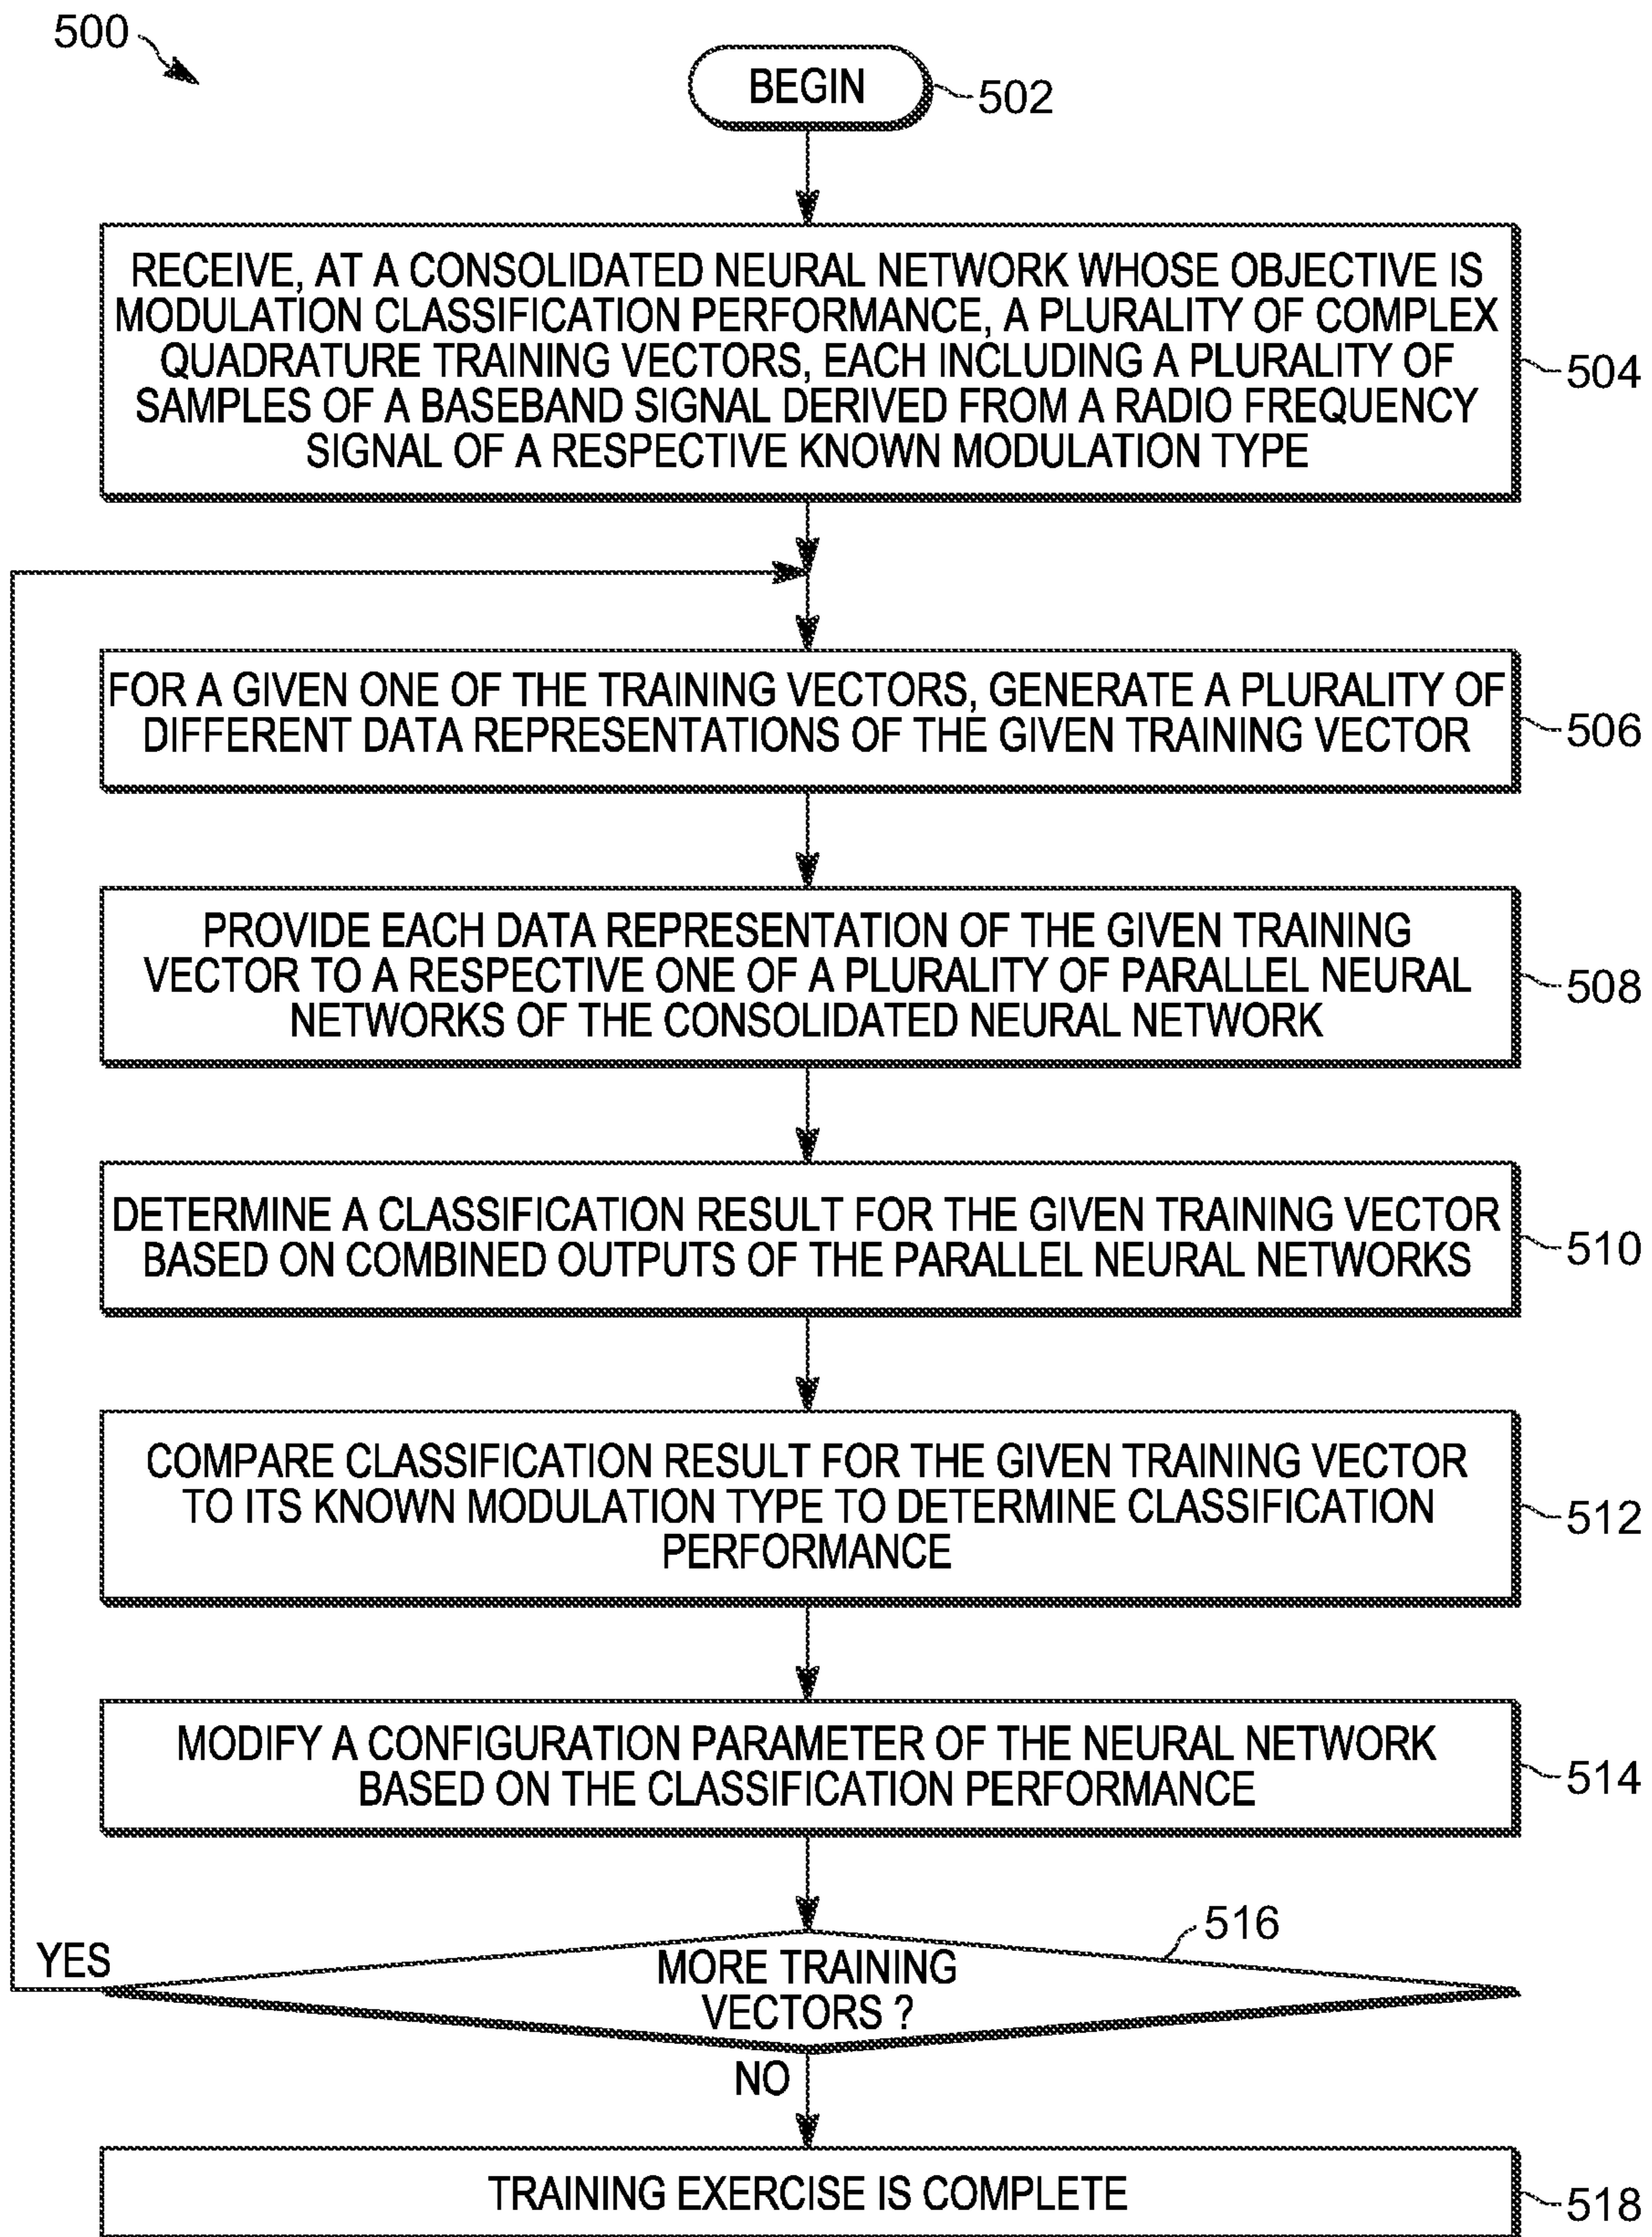 500
BEGIN
502
RECEIVE, AT A CONSOLIDATED NEURAL NETWORK WHOSE OBJECTIVE IS
MODULATION CLASSIFICATION PERFORMANCE, A PLURALITY OF COMPLEX
QUADRATURE TRAINING VECTORS, EACH INCLUDING A PLURALITY OF
SAMPLES OF A BASEBAND SIGNAL DERIVED FROM A RADIO FREQUENCY
SIGNAL OF A RESPECTIVE KNOWN MODULATION TYPE
504
FOR A GIVEN ONE OF THE TRAINING VECTORS, GENERATE A PLURALITY OF
DIFFERENT DATA REPRESENTATIONS OF THE GIVEN TRAINING VECTOR
506
PROVIDE EACH DATA REPRESENTATION OF THE GIVEN TRAINING
VECTOR TO A RESPECTIVE ONE OF A PLURALITY OF PARALLEL NEURAL
NETWORKS OF THE CONSOLIDATED NEURAL NETWORK
508
DETERMINE A CLASSIFICATION RESULT FOR THE GIVEN TRAINING VECTOR
BASED ON COMBINED OUTPUTS OF THE PARALLEL NEURAL NETWORKS
510
COMPARE CLASSIFICATION RESULT FOR THE GIVEN TRAINING VECTOR
TO ITS KNOWN MODULATION TYPE TO DETERMINE CLASSIFICATION
PERFORMANCE
512
MODIFY A CONFIGURATION PARAMETER OF THE NEURAL NETWORK
BASED ON THE CLASSIFICATION PERFORMANCE
514
516
YES
MORE TRAINING
VECTORS ?
NO
TRAINING EXERCISE IS COMPLETE
518